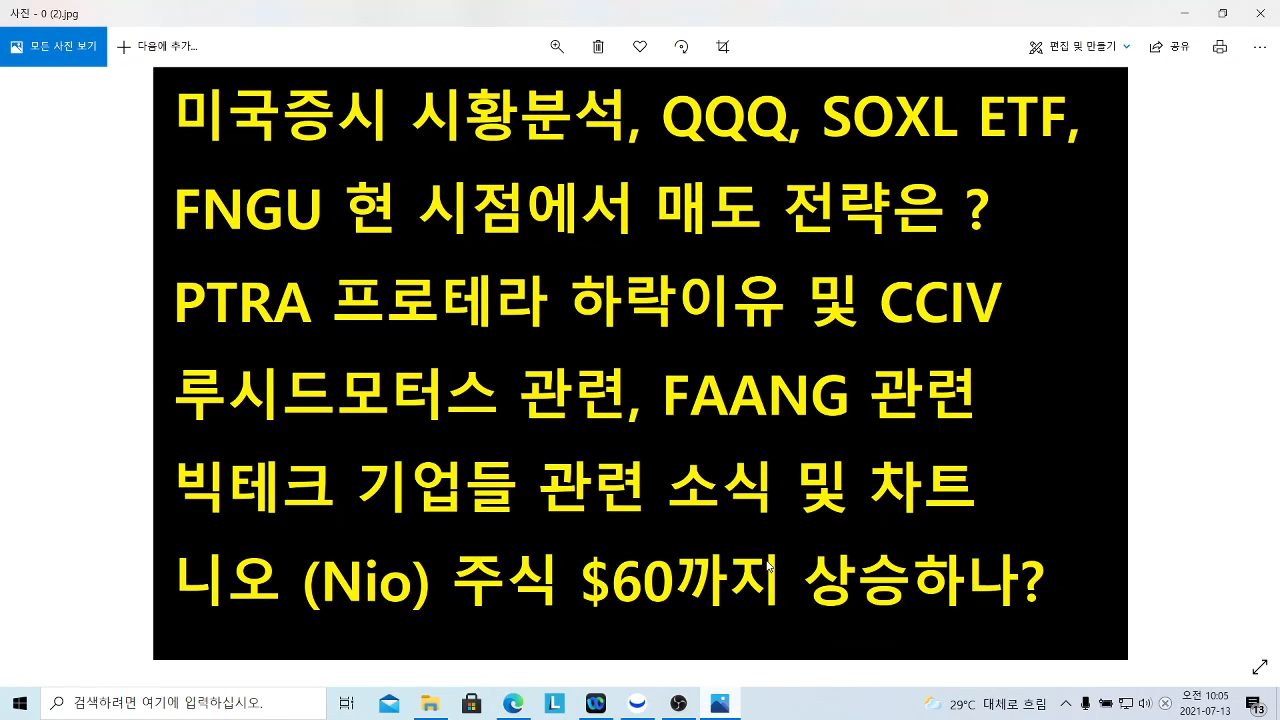 사진 - 0 (2).jpg
모든 사진 보기 다음에 추가... 편집 및 만들기 공유
미국증시 시황분석, QQQ, SOXL ETF,
FNGU 현 시점에서 매도 전략은 ?
PTRA 프로테라 하락이유 및 CCIV
루시드모터스 관련, FAANG 관련
빅테크 기업들 관련 소식 및 차트
니오 (Nio) 주식 $60까지 상승하나?
검색하려면 여기에 입력하십시오. L 29℃ 대체로 흐림 오전 10:05
2021-07-13 13